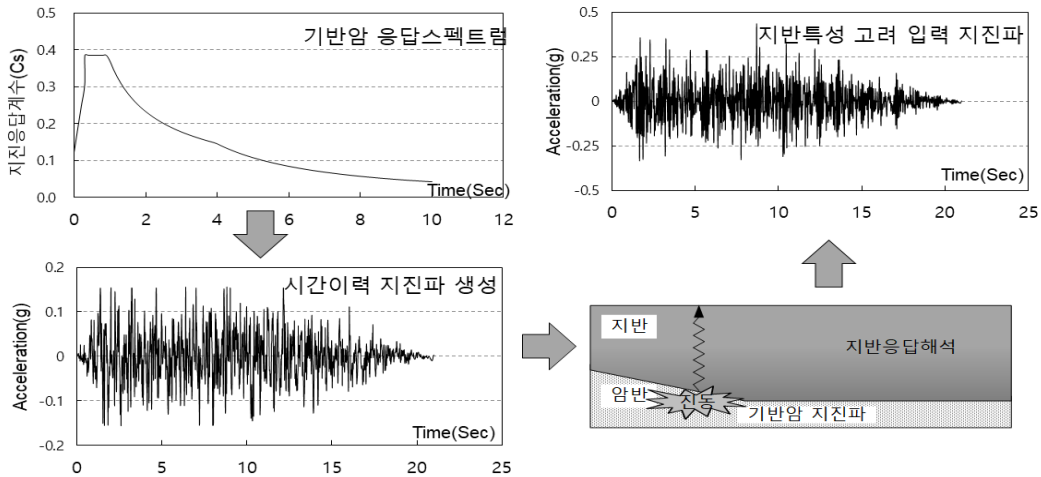 기반암 응답스펙트럼
지진응답계수(Cs)
0.5
0.4
0.3
0.2
0.1
0.0
Time(Sec)
0 2 4 6 8 10 12
시간이력 지진파 생성
Acceleration(g)
0.2
0.1
0
-0.1
-0.2
Time(Sec)
0 5 10 15 20 25
지반
지반응답해석
암반
진동
기반암 지진파
지반특성 고려 입력 지진파
Acceleration(g)
0.5
0.25
0
-0.25
-0.5
Time(Sec)
0 5 10 15 20 25